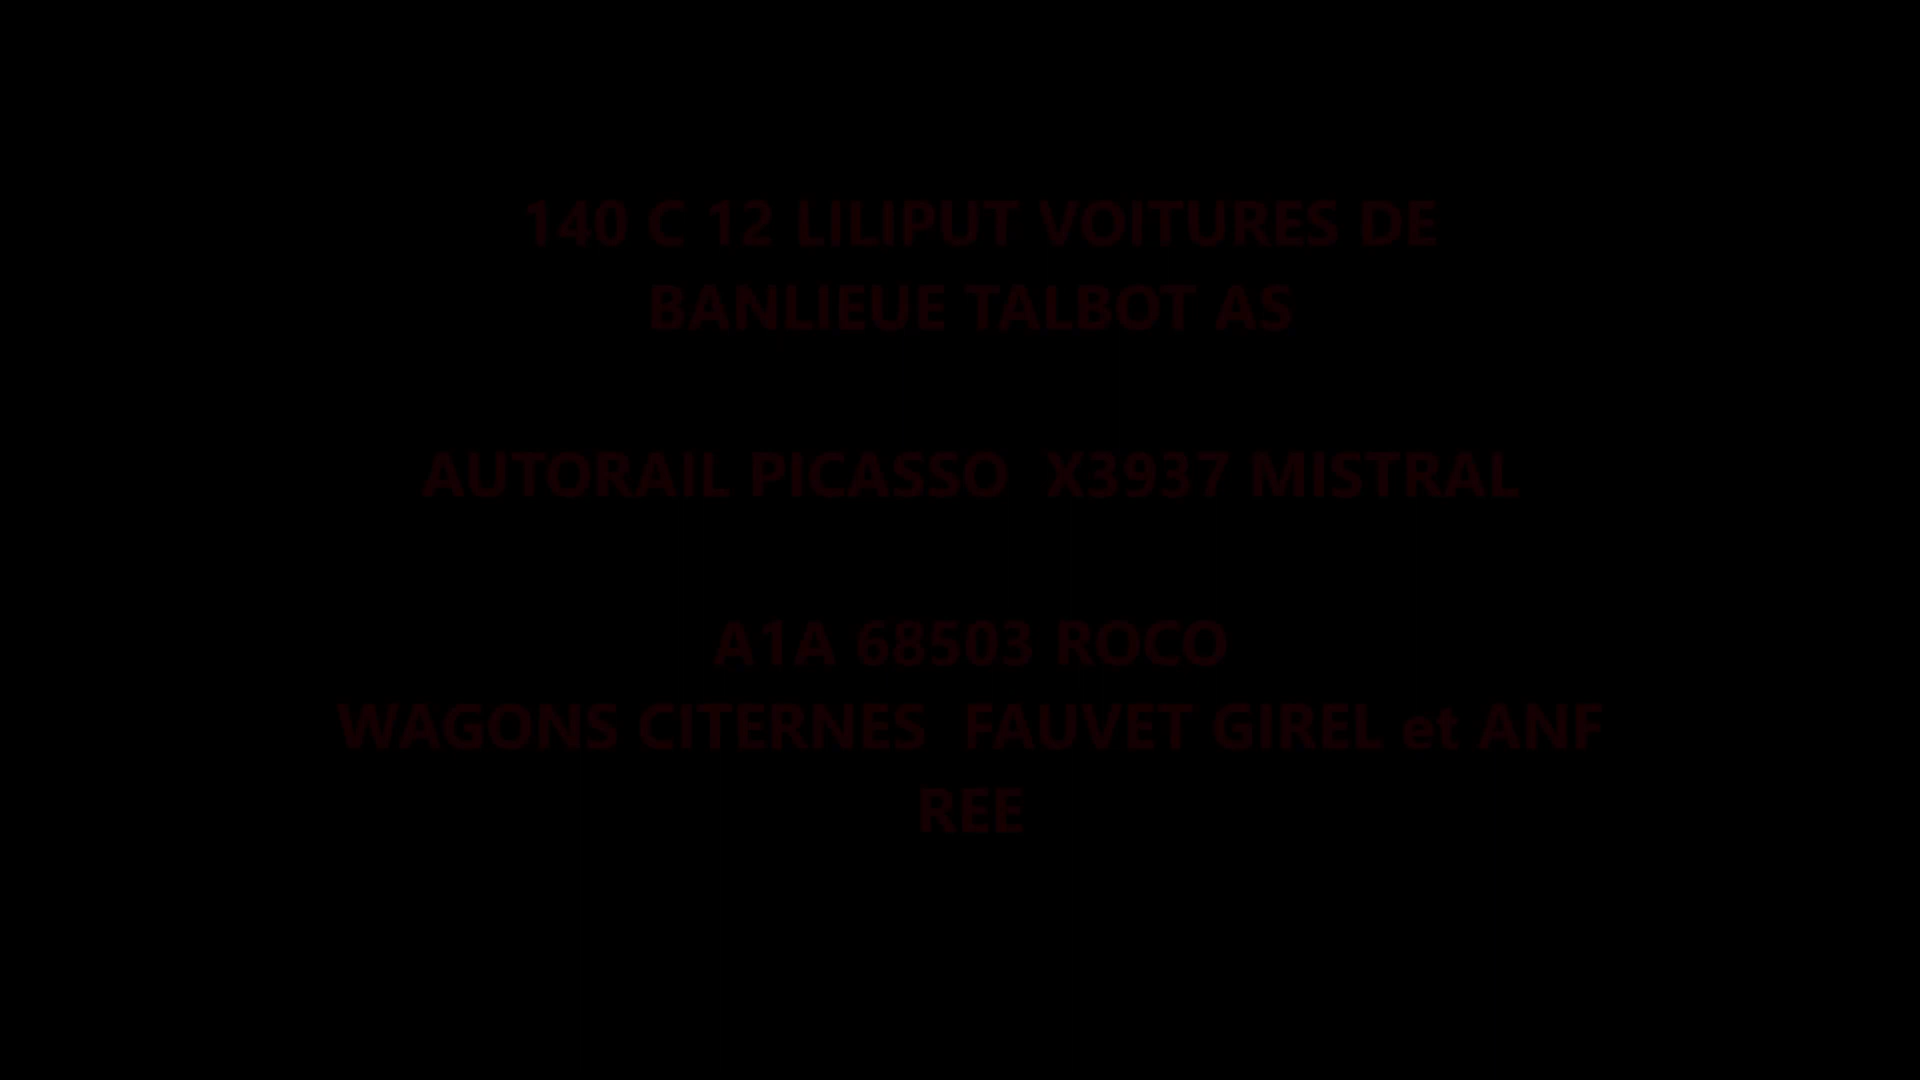 140 C 12 LILIPUT VOITURES DE
BANLIEUE TALBOT AS
AUTORAIL PICASSO  X3937 MISTRAL
A1A 68503 ROCO
WAGONS CITERNES  FAUVET GIREL et ANF
REE